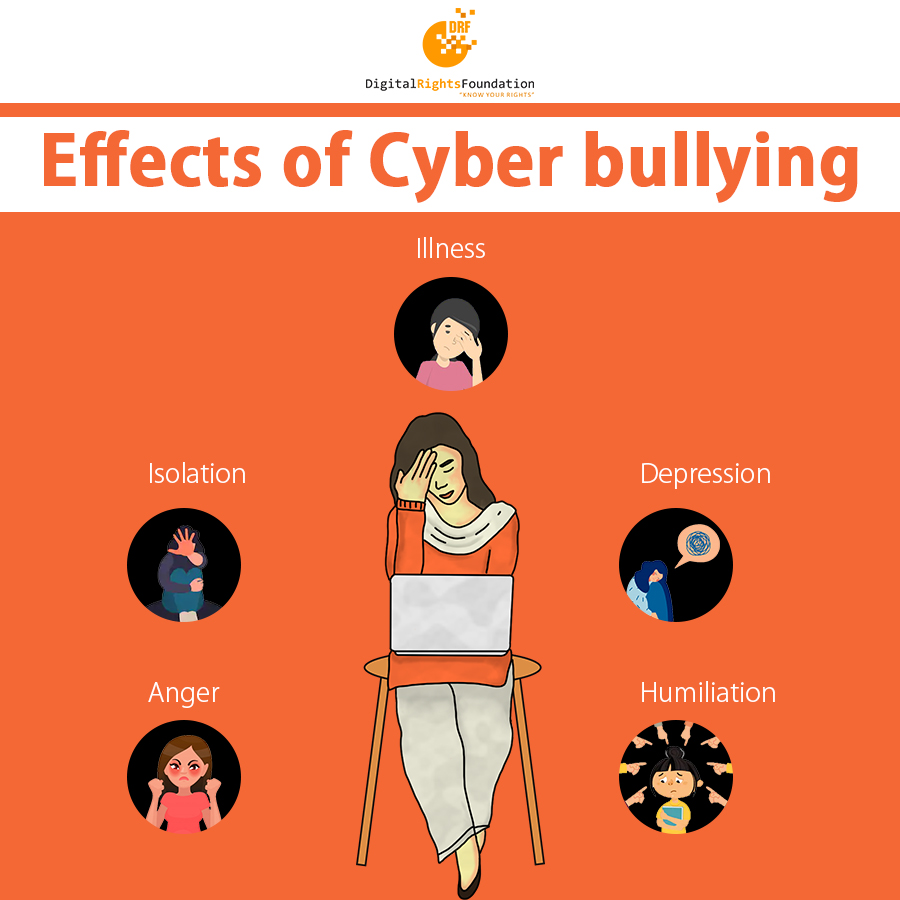 DRF
DigitalRightsFoundation
"KNOW YOUR RIGHTS"
Effects of Cyber bullying
Illness
Isolation
Depression
Anger
Humiliation